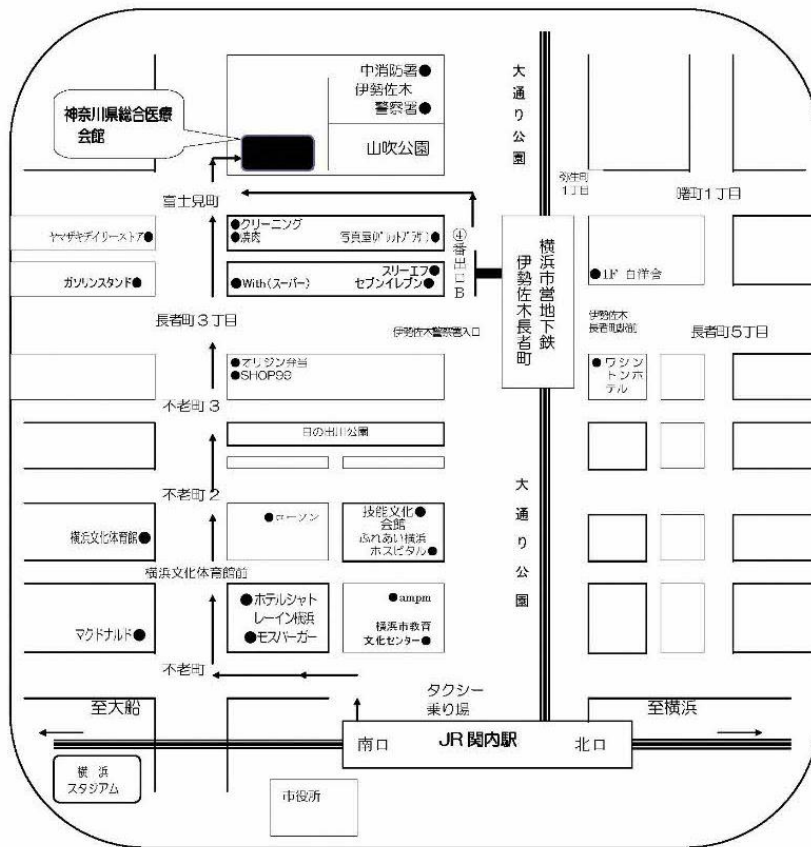 中消防署●
伊勢佐木
警察署●
大通り公園
神奈川県総合医療
会館
山吹公園
弥生町
1丁目
曙町1丁目
富士見町
●クリーニング
●焼肉
ヤマザキデイリーストア●
④番出口B
横浜市営地下鉄
伊勢佐木長者町
ガソリンスタンド●
●With(スーパー)
スリーエフ●
セブンイレブン●
●1F 白洋舎
長者町3丁目
伊勢佐木警察署入口
伊勢佐木
長者町駅前
長者町5丁目
●オリジン弁当
●SHOP99
●ワシン
トンホ
テル
不老町3
日の出川公園
不老町2
大通り公園
横浜文化体育館●
●ローソン
技能文化●
会館
ふれあい横浜
ホスピタル●
横浜文化体育館前
●ホテルシャト
レーイン横浜
●モスバーガー
●ampm
横浜市教育
文化センター●
マクドナルド●
不老町
至大船
タクシー
乗り場
至横浜
南口
JR関内駅
北口
横浜
スタジアム
市役所